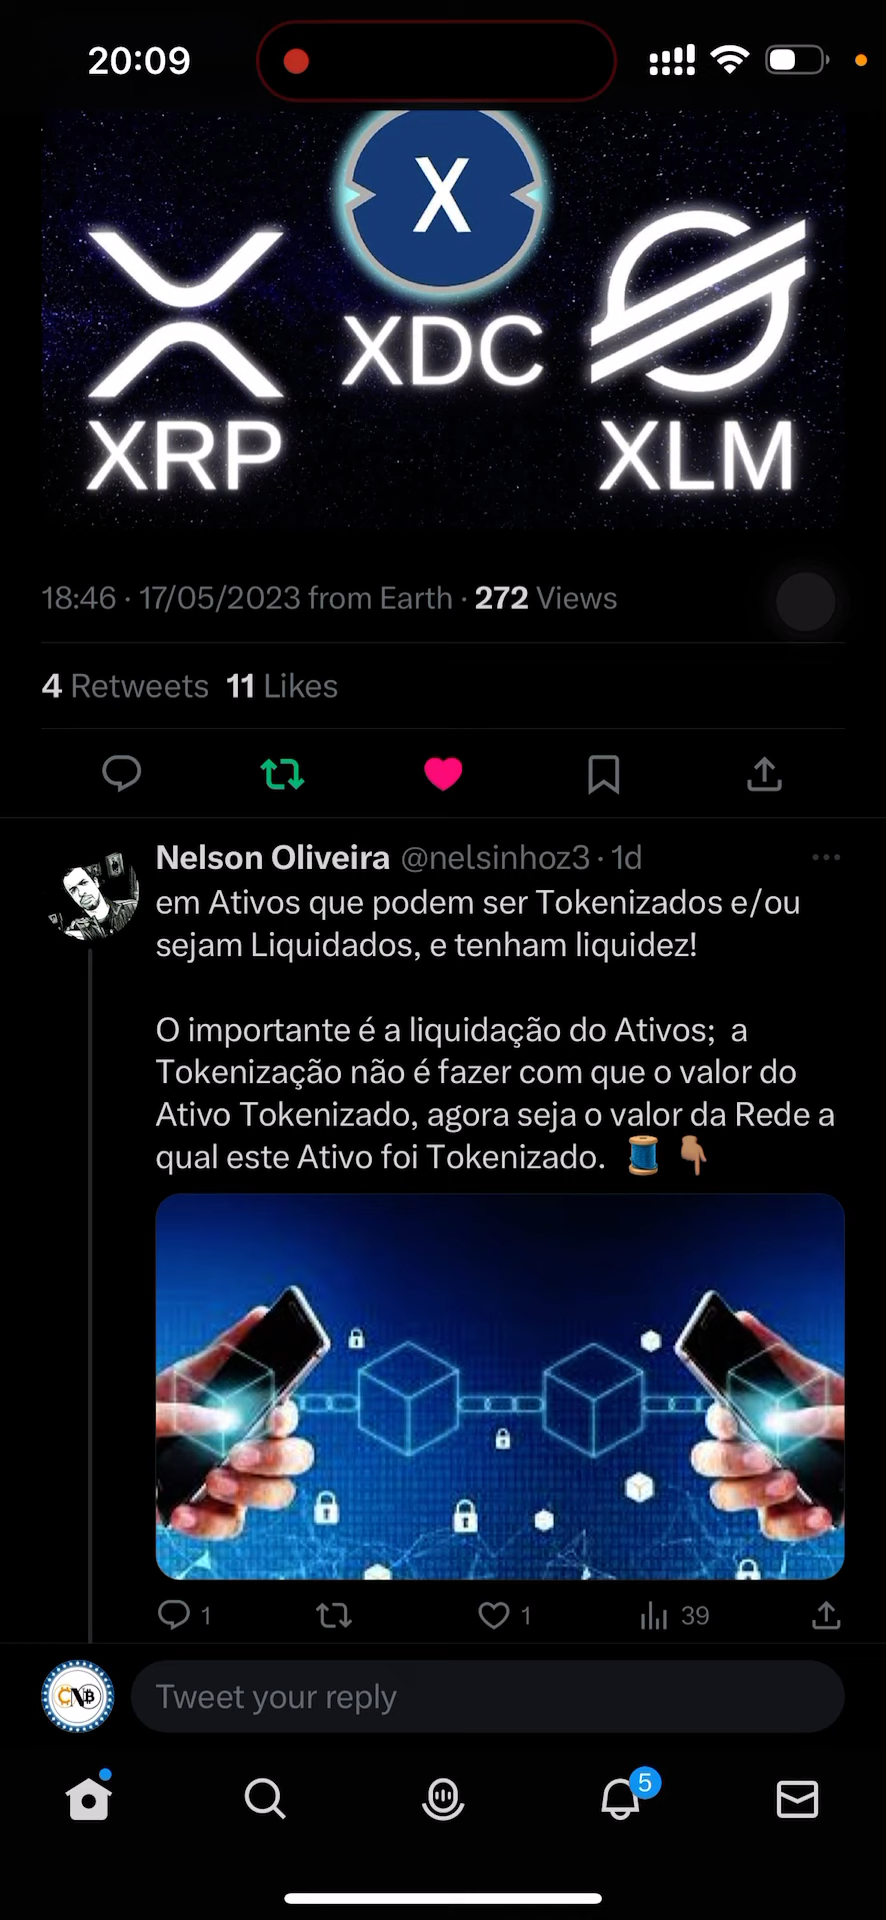 20:09
X
XDC
XRP
XLM
18:46 · 17/05/2023 from Earth · 272 Views
4 Retweets 11 Likes
Nelson Oliveira @nelsinhoz3 · 1d
em Ativos que podem ser Tokenizados e/ou
sejam Liquidados, e tenham liquidez!
O importante é a liquidação do Ativos; a
Tokenização não é fazer com que o valor do
Ativo Tokenizado, agora seja o valor da Rede a
qual este Ativo foi Tokenizado. 🧵 👇🏽
1
1
39
CNB
Tweet your reply
5